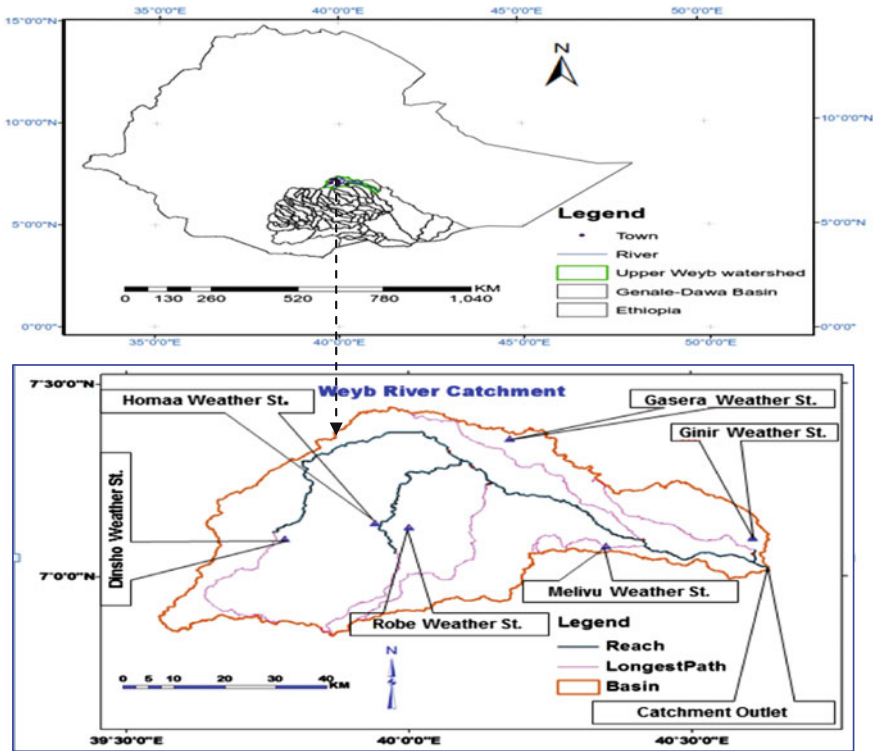 35°0'0"E 40°0'0"E 45°0'0"E 50°0'0"E
15°0'0"N
N
10°0'0"N 10°0'0"N
5°0'0"N 5°0'0"N
Legend
Town
River
Upper Weyb watershed
Genale-Dawa Basin
Ethiopia
KM
0 130 260 520 780 1,040
0°0'0" 0°0'0"
35°0'0"E 40°0'0"E 45°0'0"E 50°0'0"E
7°30'0"N
Weyb River Catchment
Homaa Weather St.
Gasera Weather St.
Ginir Weather St.
Dinsho Weather St.
7°0'0"N
Melivu Weather St.
Robe Weather St.
Legend
Reach
LongestPath
Basin
N
0 5 10 20 30 40
KM
Catchment Outlet
39°30'0"E 40°0'0"E 40°30'0"E